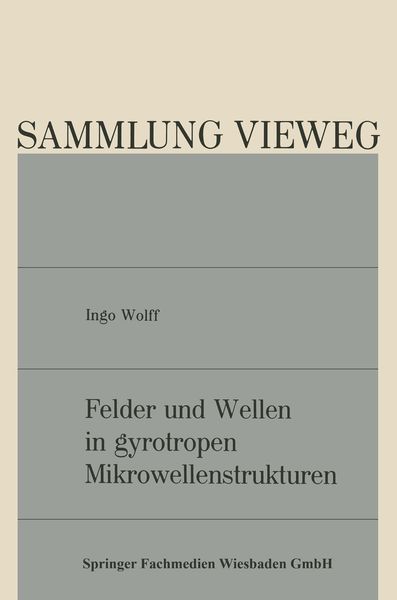 SAMMLUNG VIEWEG
Ingo Wolff
Felder und Wellen
in gyrotropen
Mikrowellenstrukturen
Springer Fachmedien Wiesbaden GmbH